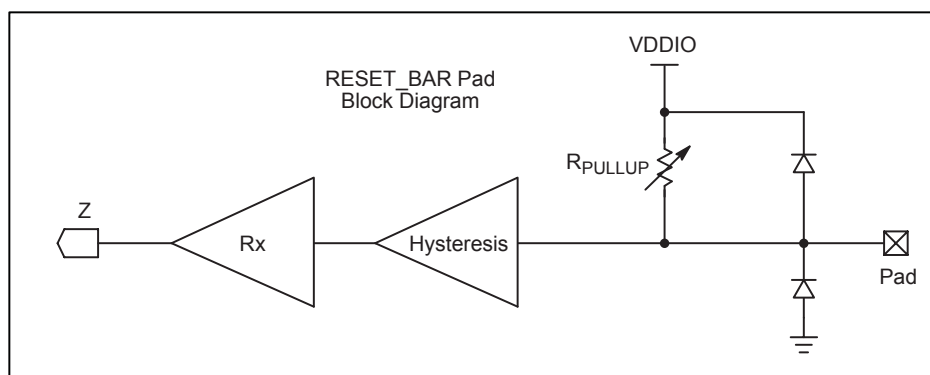 VDDIO
RESET_BAR Pad
Block Diagram
RPULLUP
Z
Rx
Hysteresis
Pad